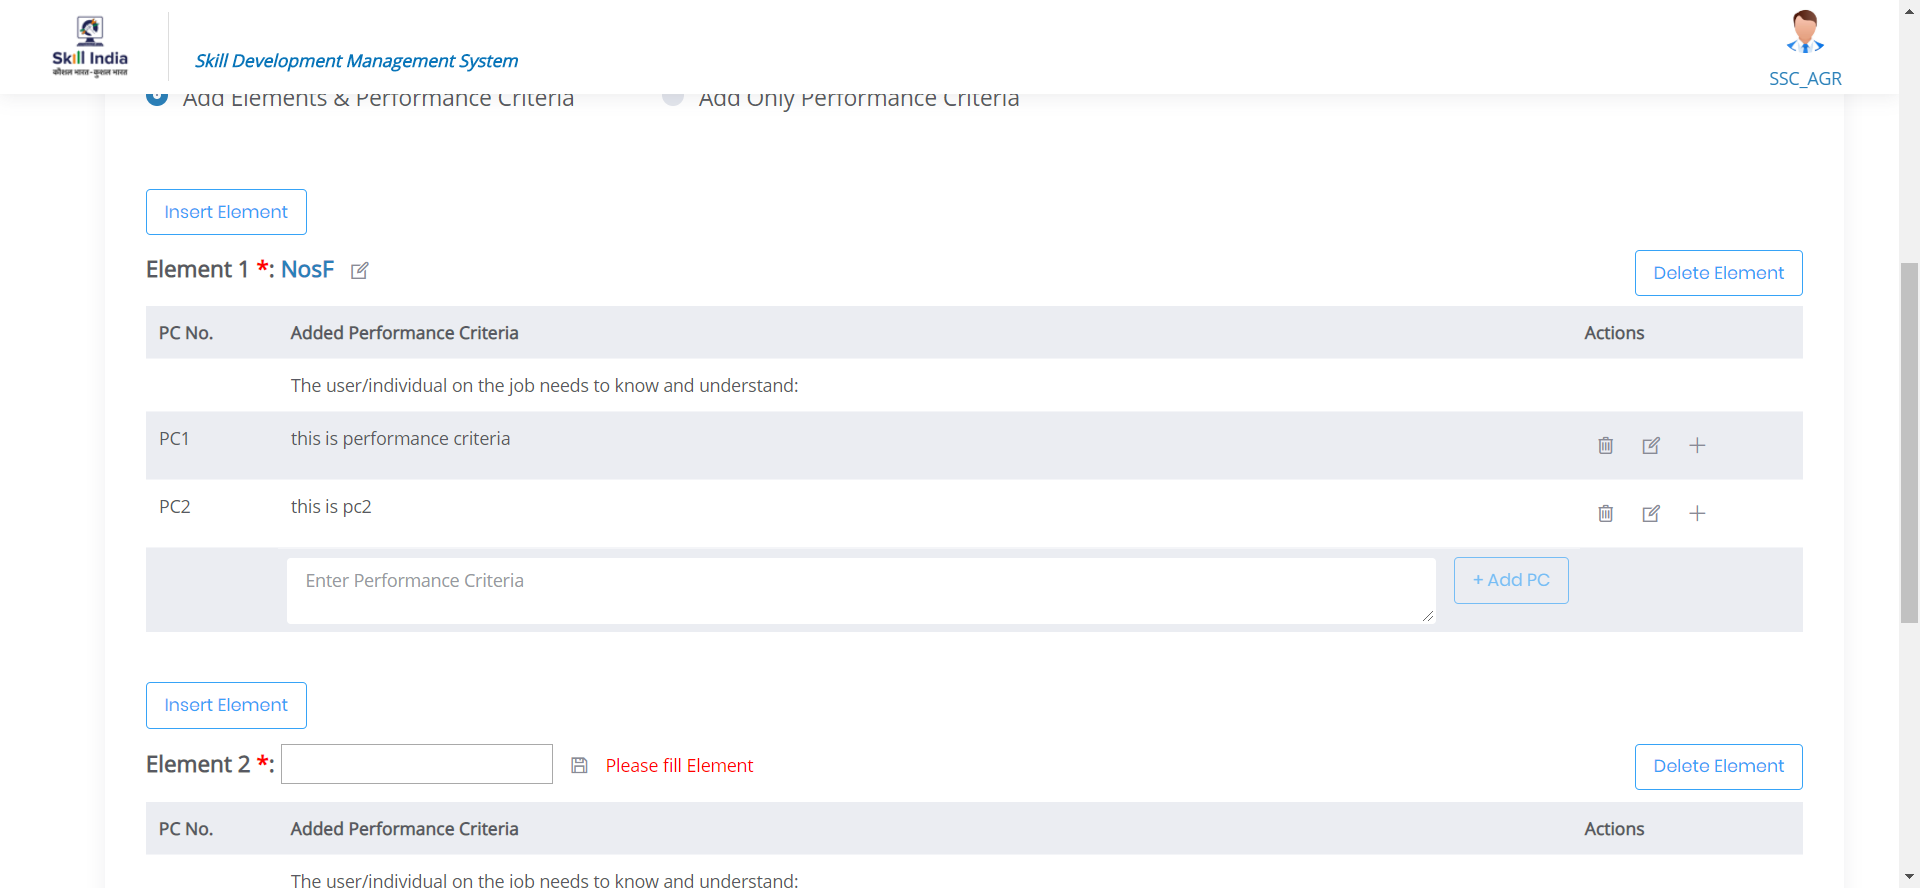 Skill India
कौशल भारत - कुशल भारत
Skill Development Management System
SSC_AGR
Add Elements & Performance Criteria
Add Only Performance Criteria
Insert Element
Element 1 *: NosF
Delete Element
PC No. Added Performance Criteria Actions
The user/individual on the job needs to know and understand:
PC1 this is performance criteria
PC2 this is pc2
Enter Performance Criteria
+ Add PC
Insert Element
Element 2 *:
Please fill Element
Delete Element
PC No. Added Performance Criteria Actions
The user/individual on the job needs to know and understand: